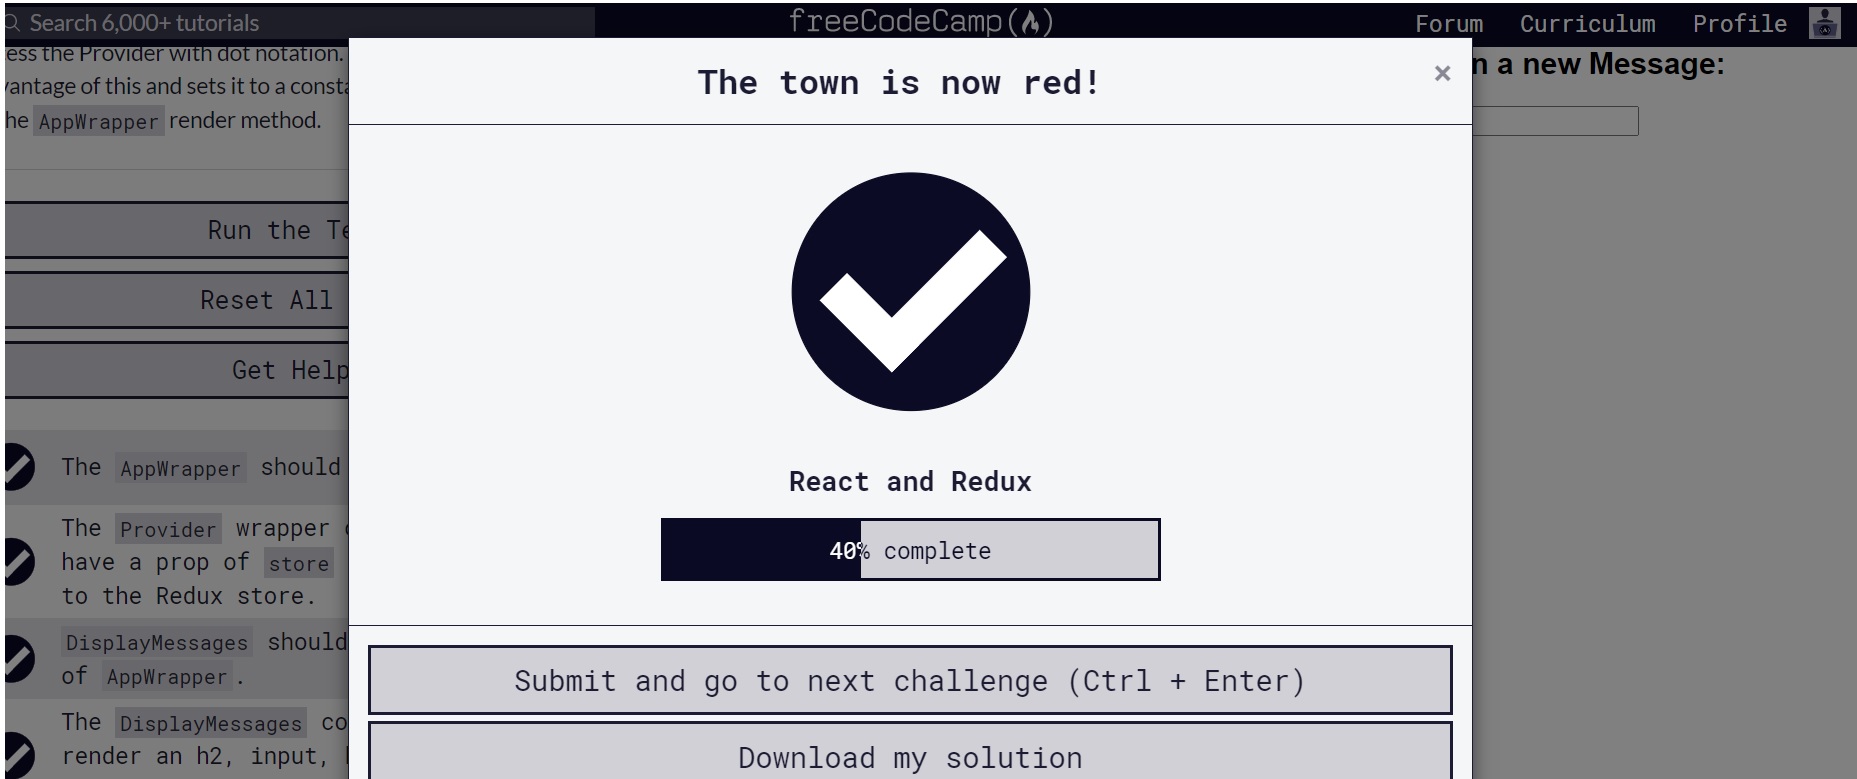 Search 6,000+ tutorials
freeCodeCamp(🔥)
Forum Curriculum Profile
ess the Provider with dot notation.
vantage of this and sets it to a consta
he AppWrapper render method.
Run the Te
Reset All
Get Help
The AppWrapper should
The Provider wrapper
have a prop of store
to the Redux store.
DisplayMessages should
of AppWrapper.
The DisplayMessages co
render an h2, input,
The town is now red!
×
React and Redux
40% complete
Submit and go to next challenge (Ctrl + Enter)
Download my solution
n a new Message: